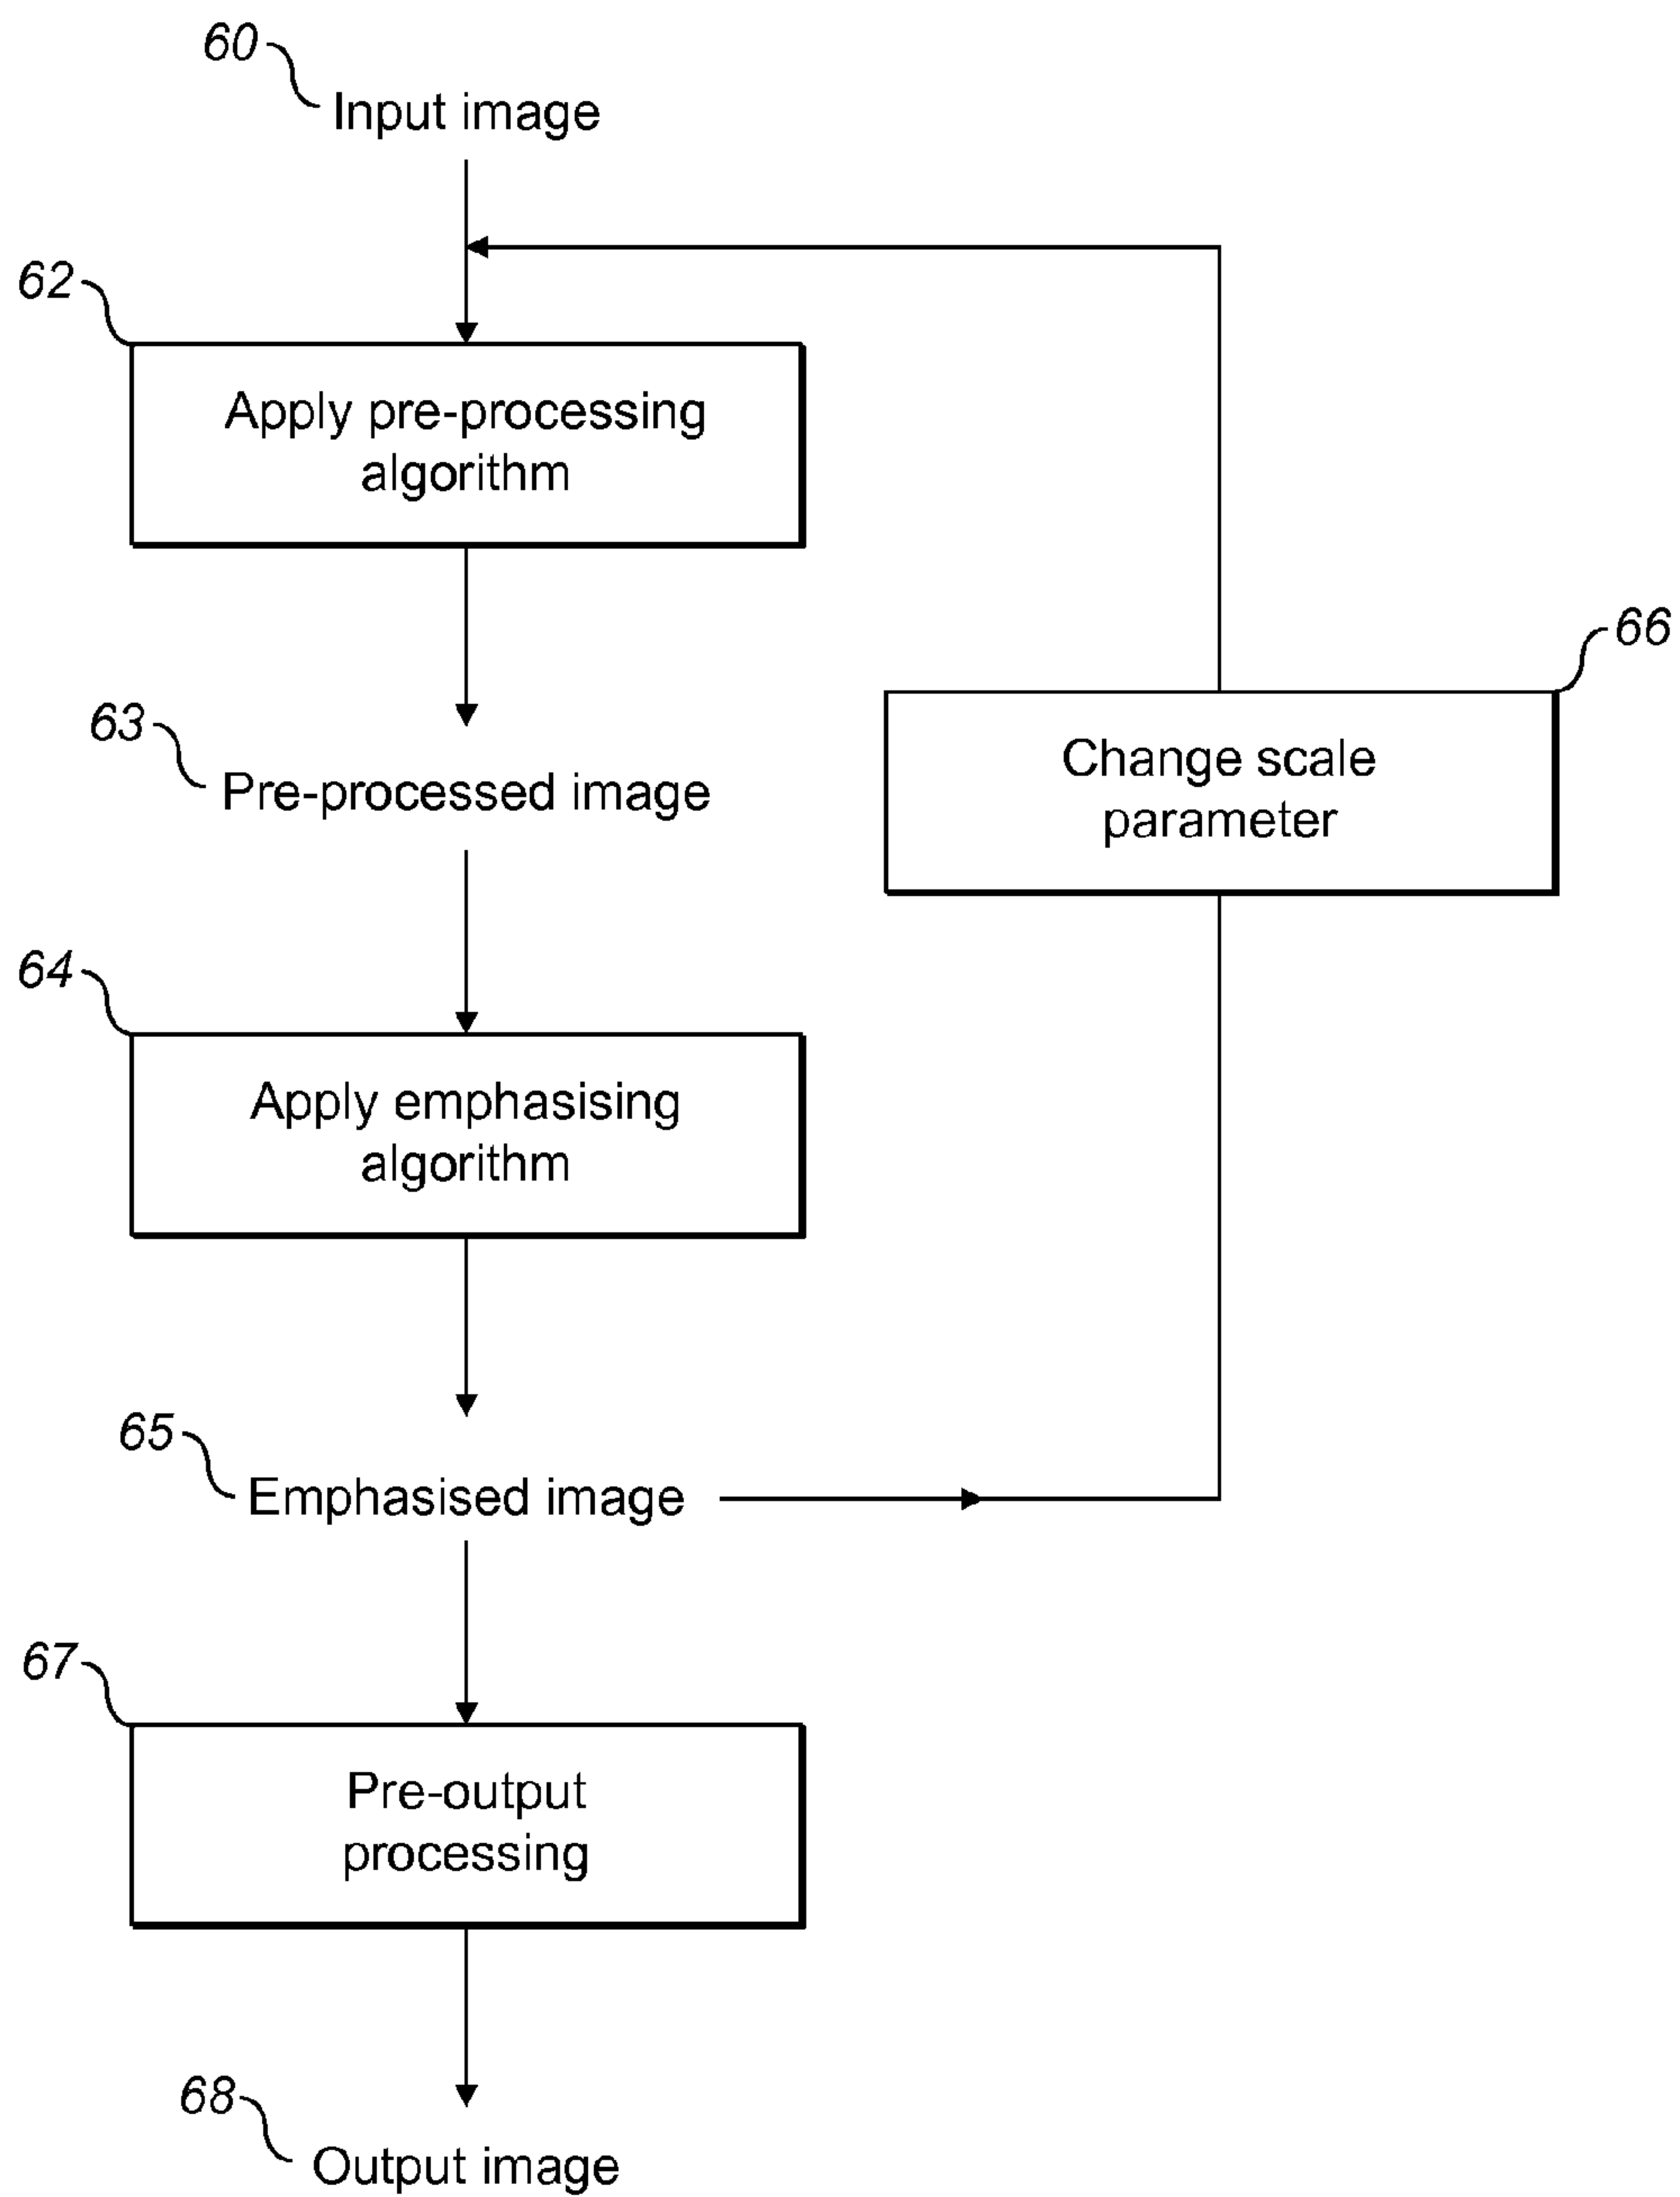 60
Input image
62
Apply pre-processing
algorithm
66
Change scale
parameter
63
Pre-processed image
64
Apply emphasising
algorithm
65
Emphasised image
67
Pre-output
processing
68
Output image